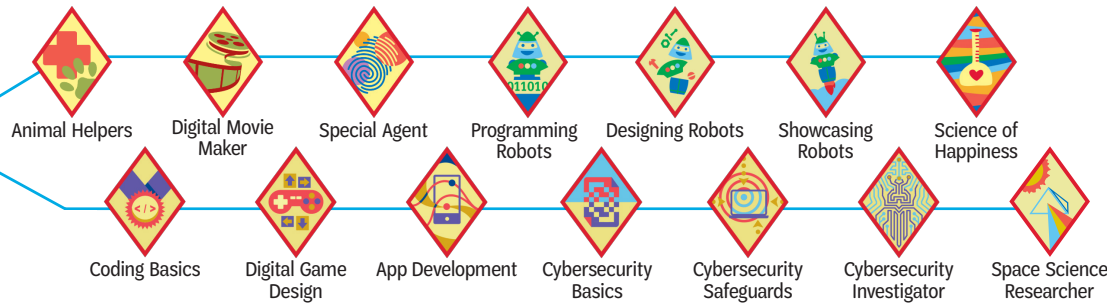 011010
Animal Helpers
Digital Movie
Maker
Special Agent
Programming
Robots
Designing Robots
Showcasing
Robots
Science of
Happiness
</>
Coding Basics
Digital Game
Design
App Development
Cybersecurity
Basics
Cybersecurity
Safeguards
Cybersecurity
Investigator
Space Science
Researcher